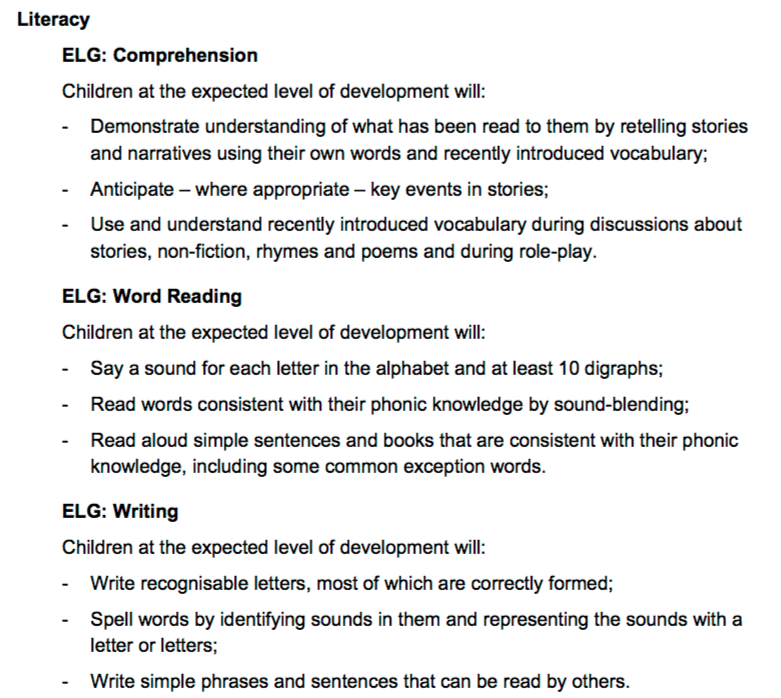 Literacy
ELG: Comprehension
Children at the expected level of development will:
- Demonstrate understanding of what has been read to them by retelling stories
and narratives using their own words and recently introduced vocabulary;
- Anticipate – where appropriate – key events in stories;
- Use and understand recently introduced vocabulary during discussions about
stories, non-fiction, rhymes and poems and during role-play.
ELG: Word Reading
Children at the expected level of development will:
- Say a sound for each letter in the alphabet and at least 10 digraphs;
- Read words consistent with their phonic knowledge by sound-blending;
- Read aloud simple sentences and books that are consistent with their phonic
knowledge, including some common exception words.
ELG: Writing
Children at the expected level of development will:
- Write recognisable letters, most of which are correctly formed;
- Spell words by identifying sounds in them and representing the sounds with a
letter or letters;
- Write simple phrases and sentences that can be read by others.